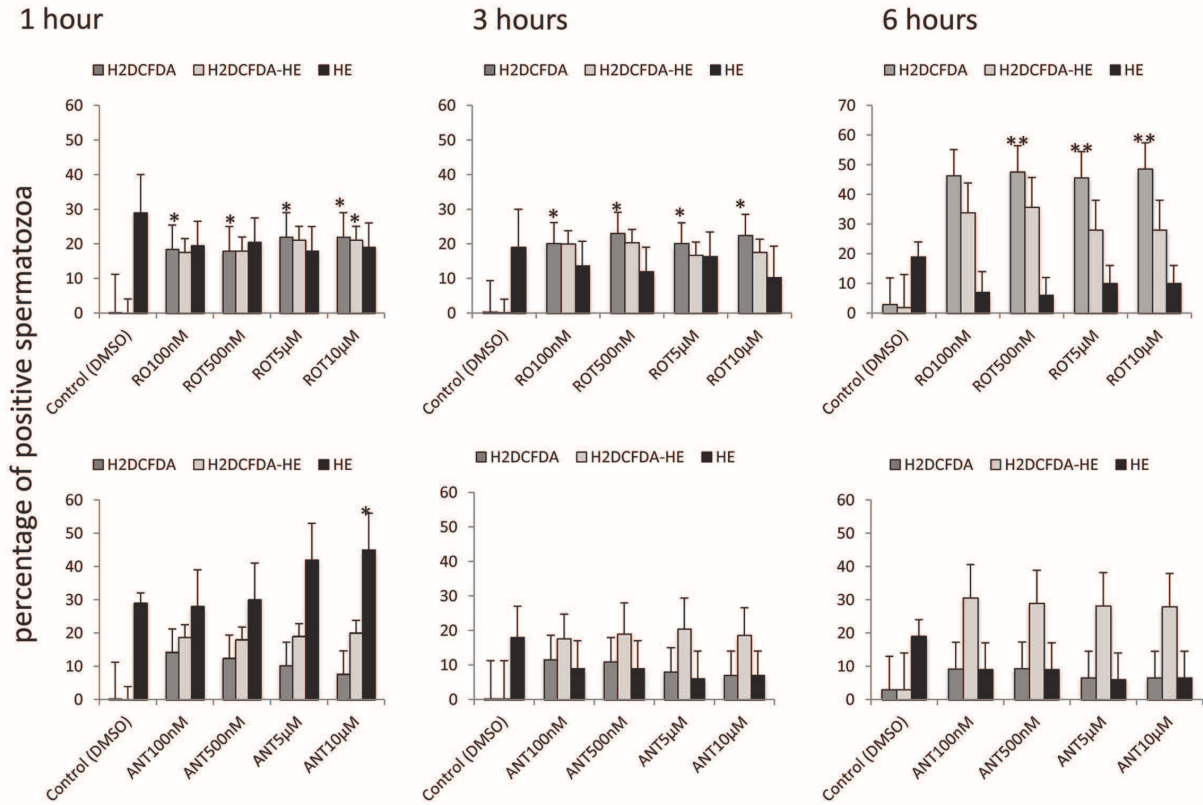 1 hour
3 hours
6 hours
percentage of positive spermatozoa
H2DCFDA H2DCFDA-HE HE
60
50
40
30
20
10
0
* * * * *
Control (DMSO)
RO100nM
ROT500nM
ROT5µM
ROT10µM
H2DCFDA H2DCFDA-HE HE
60
50
40
30
20
10
0
* * * *
Control (DMSO)
RO100nM
ROT500nM
ROT5µM
ROT10µM
H2DCFDA H2DCFDA-HE HE
70
60
50
40
30
20
10
0
** ** **
Control (DMSO)
RO100nM
ROT500nM
ROT5µM
ROT10µM
H2DCFDA H2DCFDA-HE HE
60
50
40
30
20
10
0
*
Control (DMSO)
ANT100nM
ANT500nM
ANT5µM
ANT10µM
H2DCFDA H2DCFDA-HE HE
60
50
40
30
20
10
0
Control (DMSO)
ANT100nM
ANT500nM
ANT5µM
ANT10µM
H2DCFDA H2DCFDA-HE HE
60
50
40
30
20
10
0
Control (DMSO)
ANT100nM
ANT500nM
ANT5µM
ANT10µM